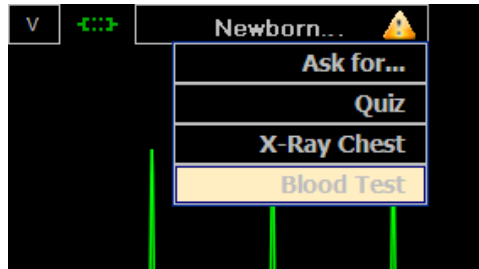 V
Newborn...
Ask for...
Quiz
X-Ray Chest
Blood Test